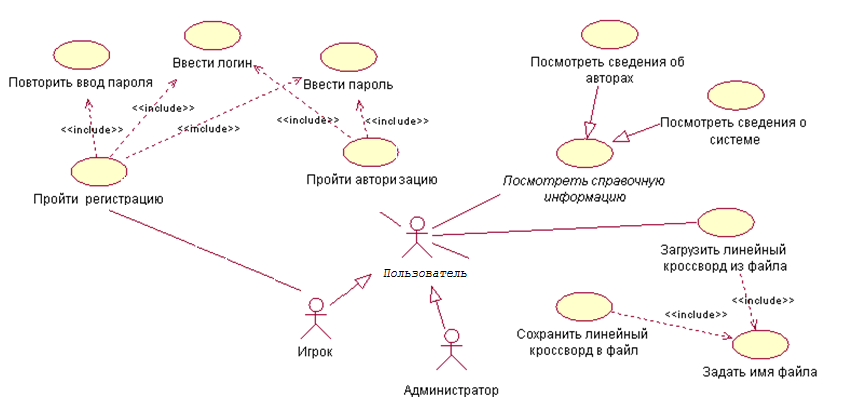 Повторить ввод пароля
Ввести логин
Ввести пароль
Посмотреть сведения об
авторах
Посмотреть сведения о
системе
<<include>>
<<include>>
<<include>>
<<include>>
<<include>>
Пройти регистрацию
Пройти авторизацию
Посмотреть справочную
информацию
Пользователь
Загрузить линейный
кроссворд из файла
Игрок
Администратор
<<include>>
<<include>>
Сохранить линейный
кроссворд в файл
Задать имя файла